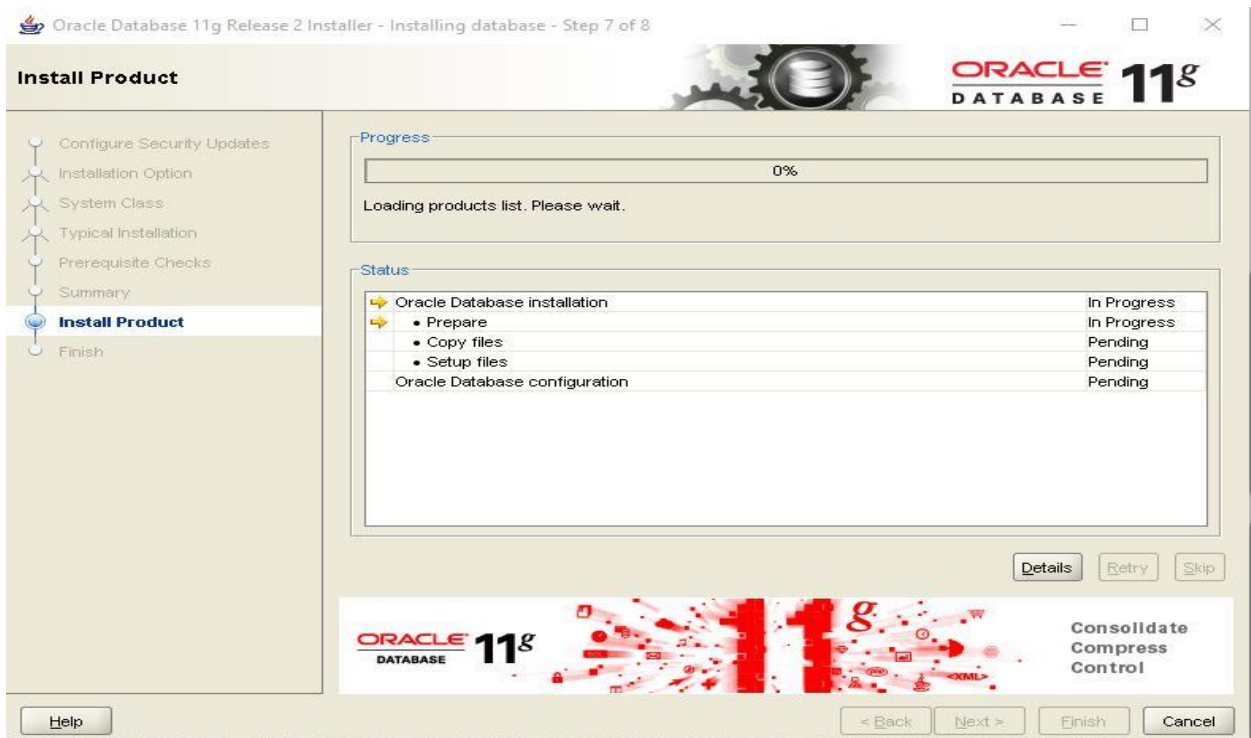 Oracle Database 11g Release 2 Installer - Installing database - Step 7 of 8
Install Product
ORACLE DATABASE 11g
Configure Security Updates
Installation Option
System Class
Typical Installation
Prerequisite Checks
Summary
Install Product
Finish
Progress
0%
Loading products list. Please wait.
Status
Oracle Database installation In Progress
• Prepare In Progress
• Copy files Pending
• Setup files Pending
Oracle Database configuration Pending
Details Retry Skip
ORACLE DATABASE 11g
11g
<XML>
Consolidate
Compress
Control
Help < Back Next > Finish Cancel